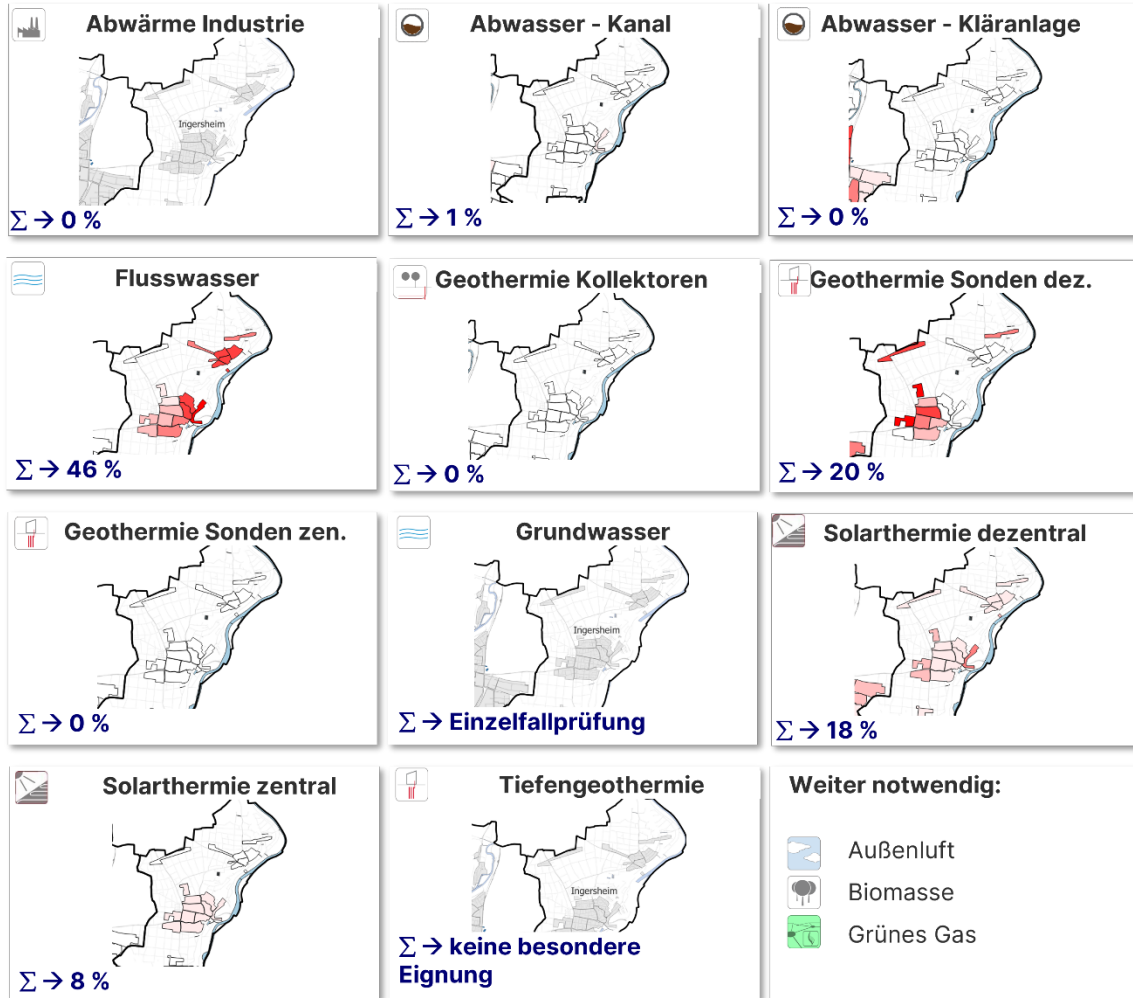 Abwärme Industrie
Ingersheim
Σ → 0 %
Abwasser - Kanal
Σ → 1 %
Abwasser - Kläranlage
Σ → 0 %
Flusswasser
Σ → 46 %
Geothermie Kollektoren
Σ → 0 %
Geothermie Sonden dez.
Σ → 20 %
Geothermie Sonden zen.
Σ → 0 %
Grundwasser
Ingersheim
Σ → Einzelfallprüfung
Solarthermie dezentral
Σ → 18 %
Solarthermie zentral
Σ → 8 %
Tiefengeothermie
Ingersheim
Σ → keine besondere
Eignung
Weiter notwendig:
Außenluft
Biomasse
Grünes Gas